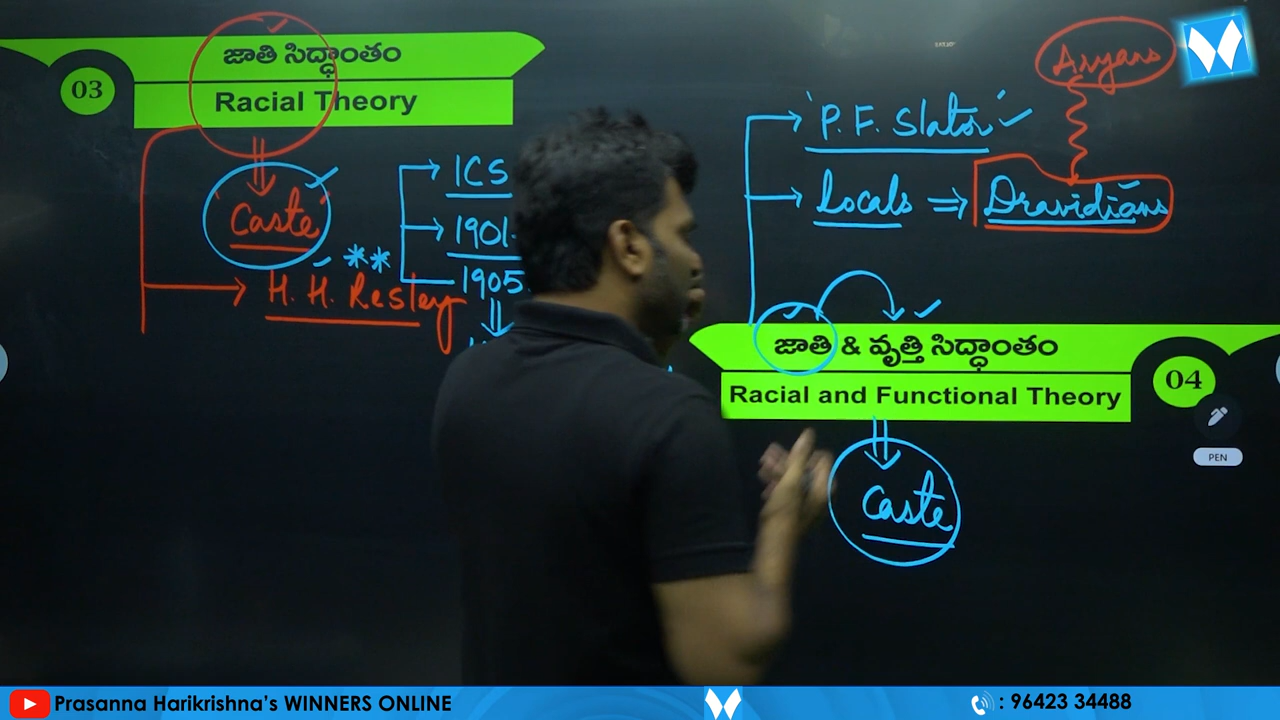 03
జాతి సిద్ధాంతం
Racial Theory
Caste
H. H. Resley
**
ICS
1901
1905
Aryans
P. F. Slator
Locals ⇒ Dravidians
జాతి & వృత్తి సిద్ధాంతం
Racial and Functional Theory
04
PEN
Caste
Prasanna Harikrishna's WINNERS ONLINE
: 96423 34488